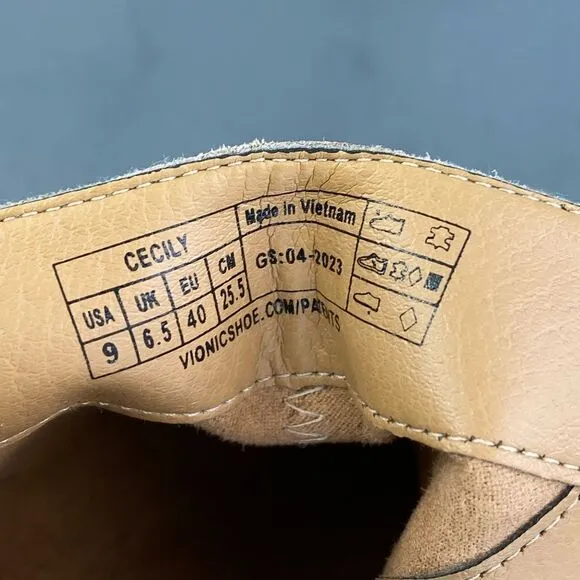 CECILY
USA UK EU CM
9 6.5 40 25.5
Made in Vietnam
GS:04-2023
VIONICSHOE.COM/PATENTS